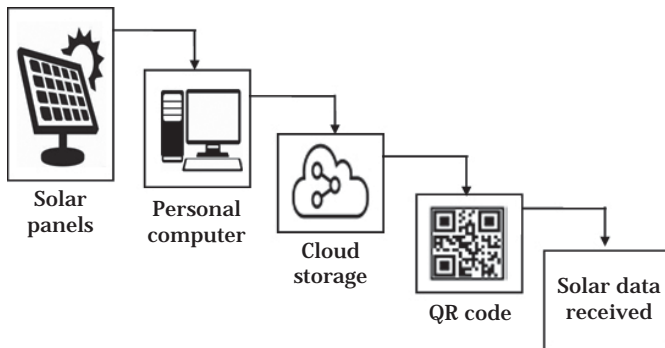 Solar
panels
Personal
computer
Cloud
storage
QR code
Solar data
received